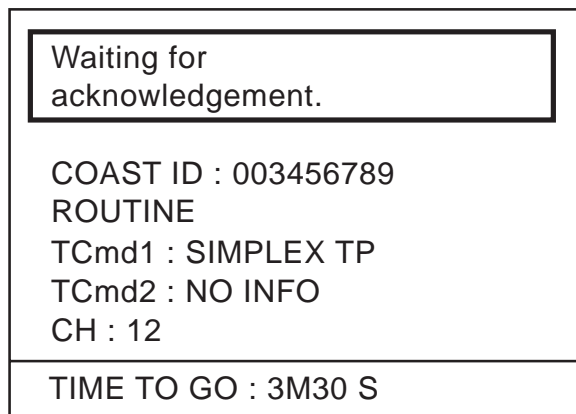 Waiting for
acknowledgement.
COAST ID : 003456789
ROUTINE
TCmd1 : SIMPLEX TP
TCmd2 : NO INFO
CH : 12
TIME TO GO : 3M30 S